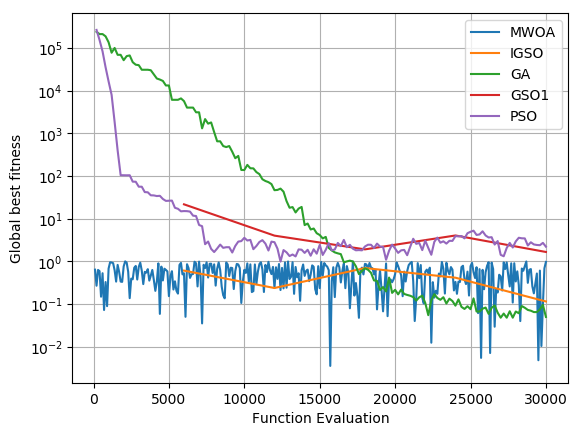 Global best fitness
10^5
10^4
10^3
10^2
10^1
10^0
10^−1
10^−2
MWOA
IGSO
GA
GSO1
PSO
0 5000 10000 15000 20000 25000 30000
Function Evaluation